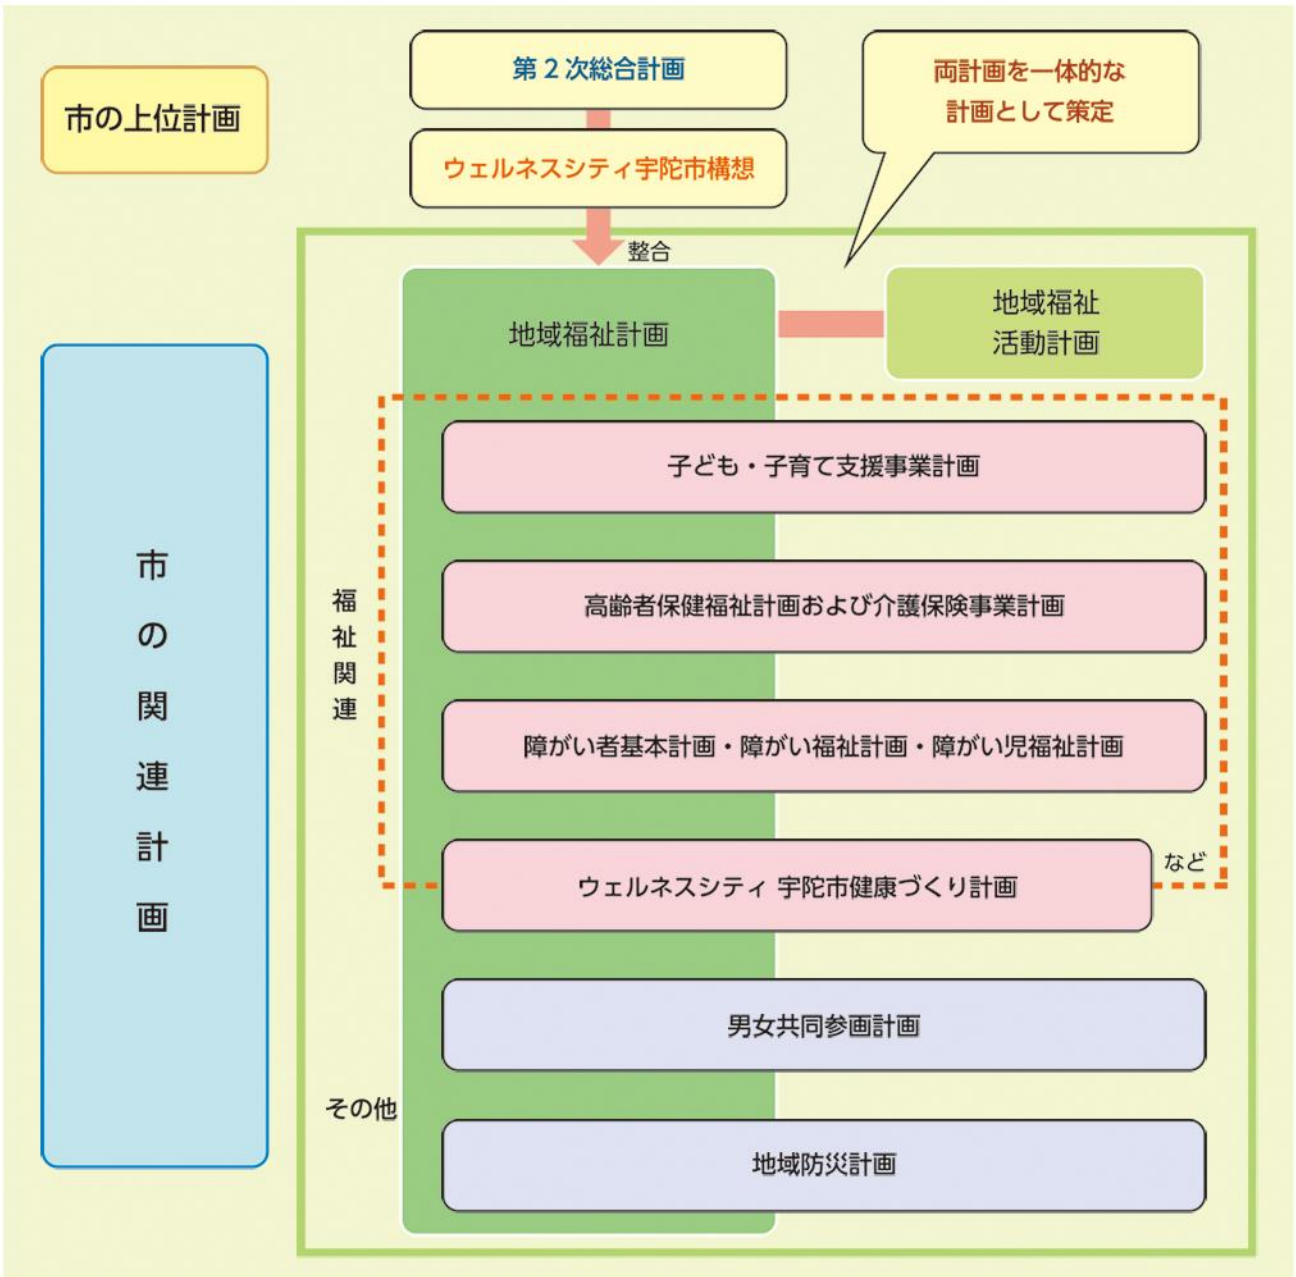 市の上位計画
第2次総合計画
ウェルネスシティ宇陀市構想
両計画を一体的な
計画として策定
整合
地域福祉計画
地域福祉
活動計画
市の関連計画
福祉関連
子ども・子育て支援事業計画
高齢者保健福祉計画および介護保険事業計画
障がい者基本計画・障がい福祉計画・障がい児福祉計画
ウェルネスシティ 宇陀市健康づくり計画
など
その他
男女共同参画計画
地域防災計画